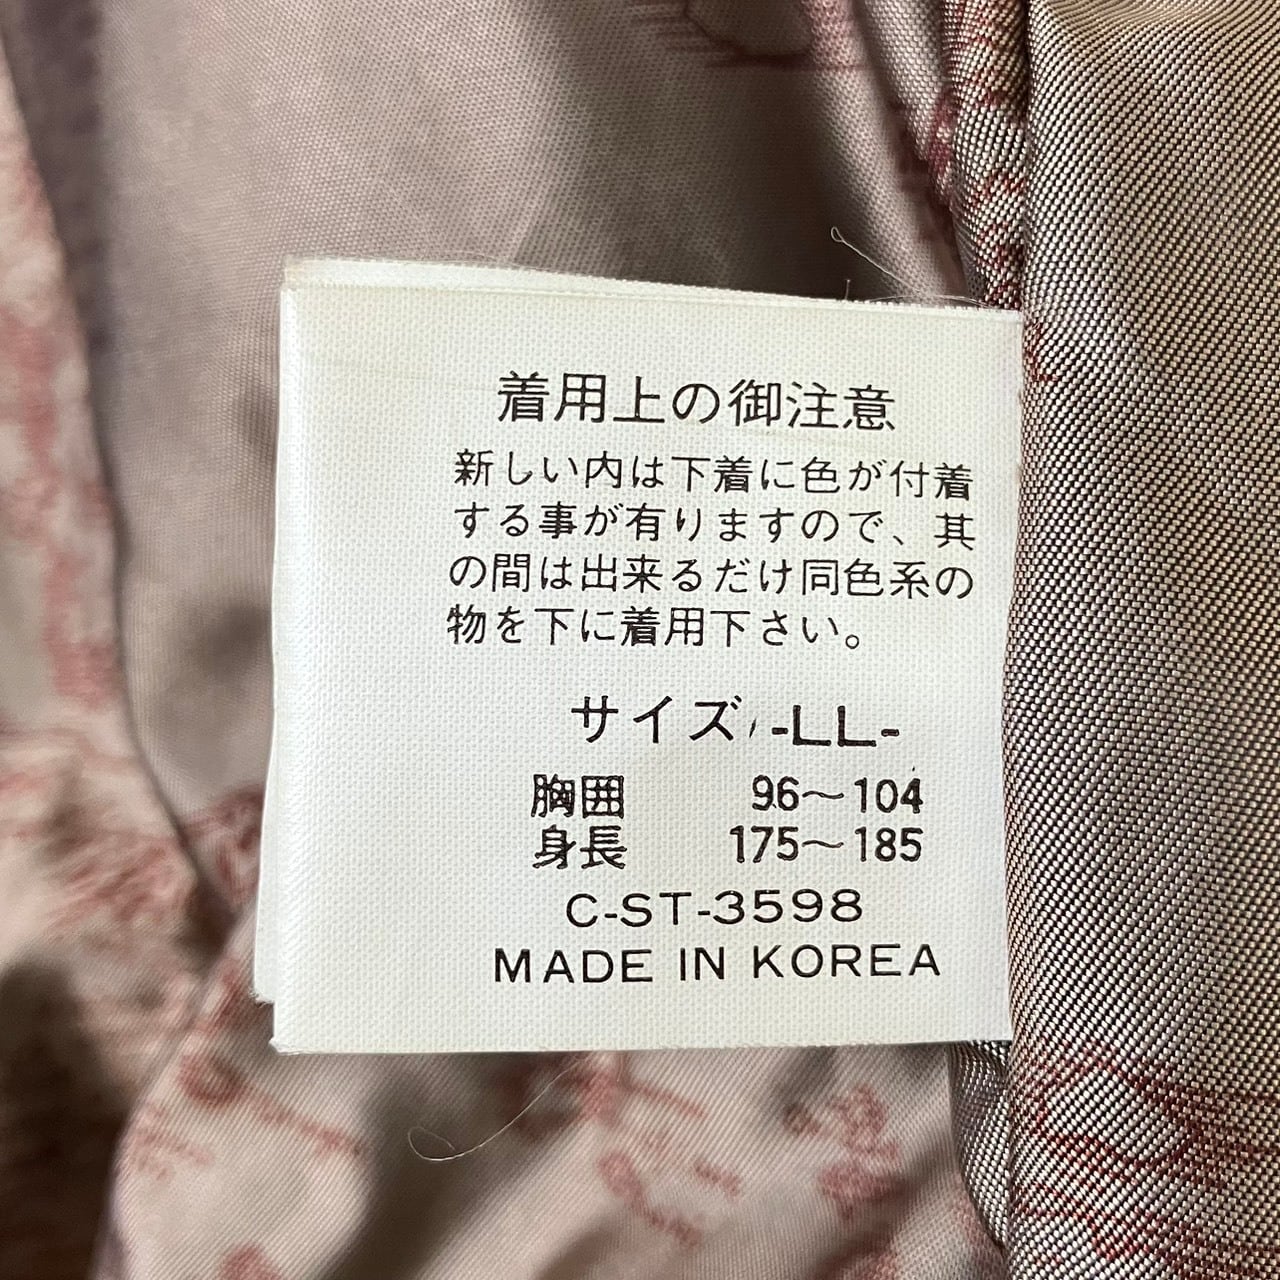 着用上の御注意
新しい内は下着に色が付着
する事が有りますので、其
の間は出来るだけ同色系の
物を下に着用下さい。
サイズ -LL-
胸囲 96～104
身長 175～185
C-ST-3598
MADE IN KOREA